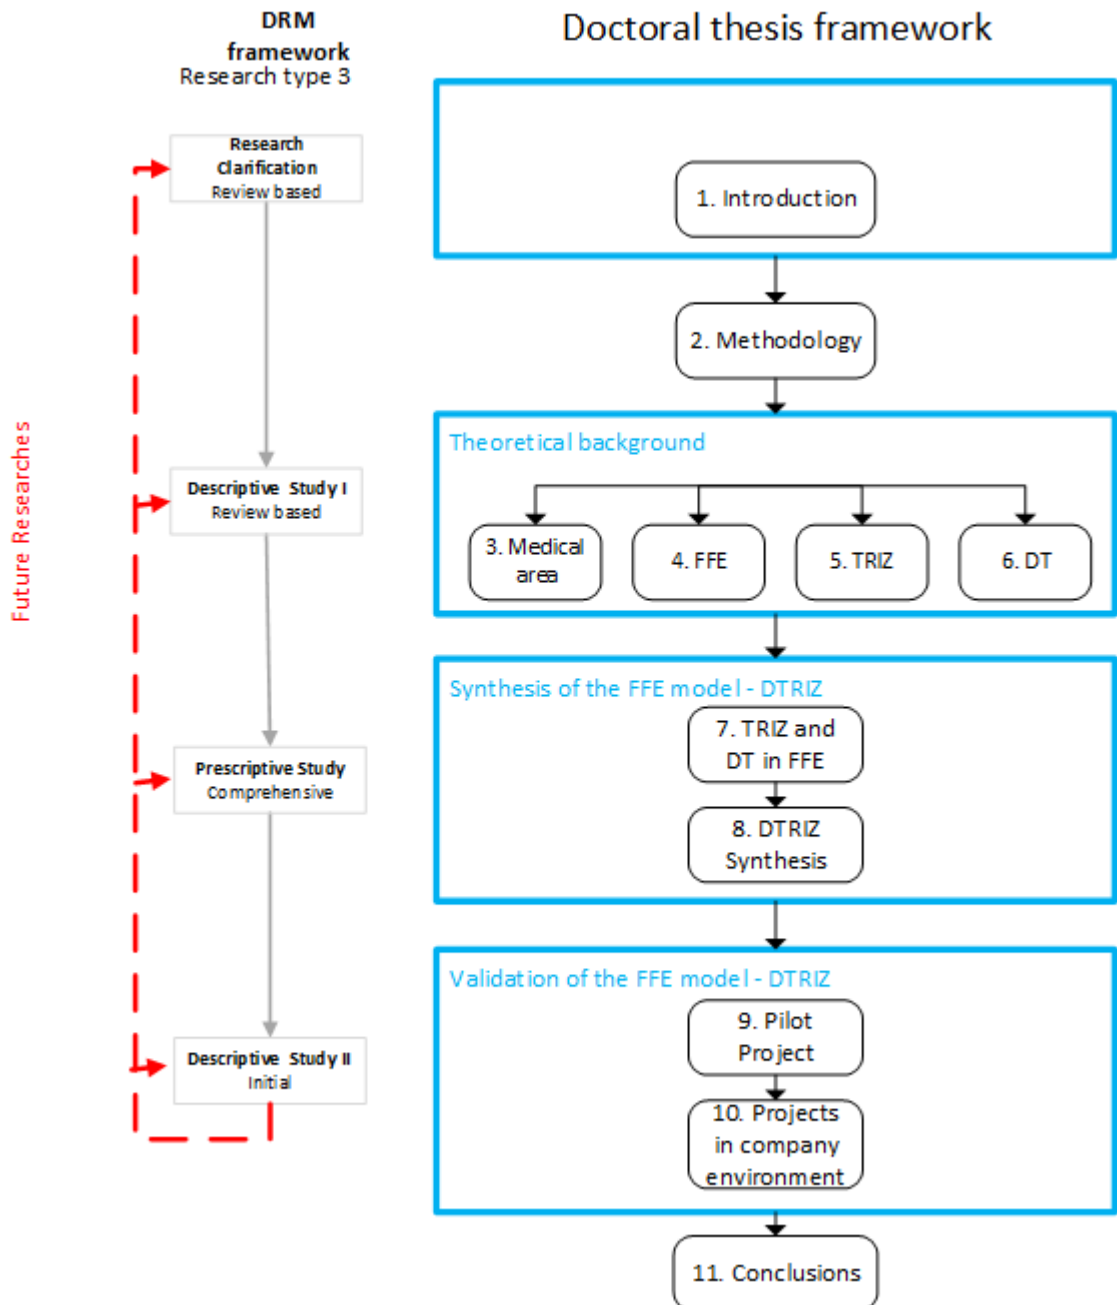 DRM
framework
Research type 3
Research
Clarification
Review based
Descriptive Study I
Review based
Prescriptive Study
Comprehensive
Descriptive Study II
Initial
Future Researches
Doctoral thesis framework
1. Introduction
2. Methodology
Theoretical background
3. Medical
area
4. FFE
5. TRIZ
6. DT
Synthesis of the FFE model - DTRIZ
7. TRIZ and
DT in FFE
8. DTRIZ
Synthesis
Validation of the FFE model - DTRIZ
9. Pilot
Project
10. Projects
in company
environment
11. Conclusions